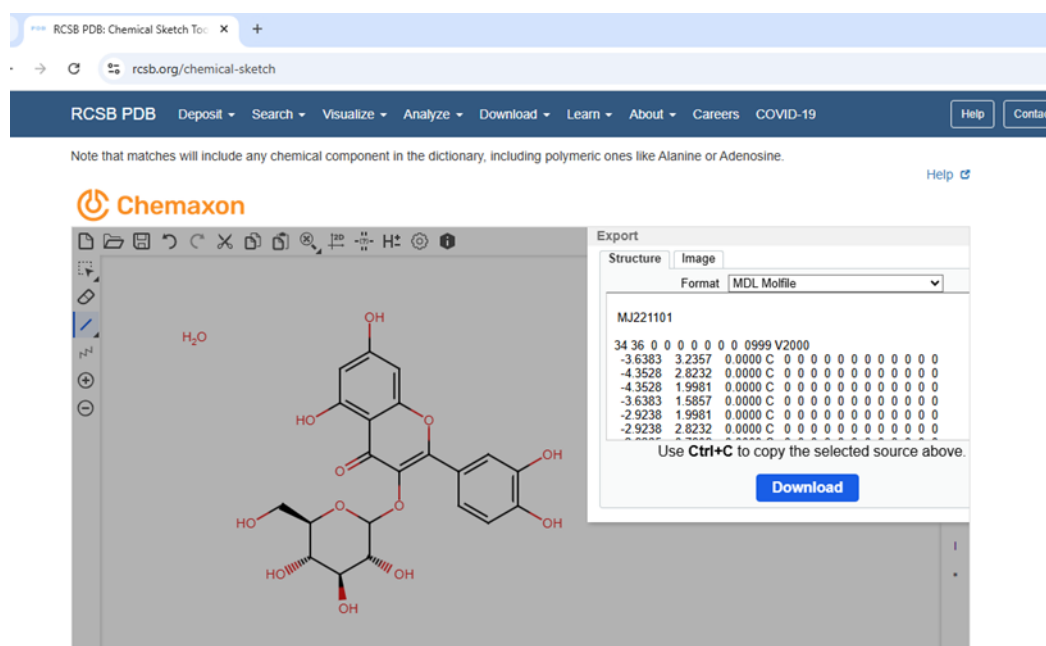 RCSB PDB: Chemical Sketch Too
rcsb.org/chemical-sketch
RCSB PDB Deposit Search Visualize Analyze Download Learn About Careers COVID-19 Help Contac
Note that matches will include any chemical component in the dictionary, including polymeric ones like Alanine or Adenosine.
Help
Chemaxon
2D
H±
Export
Structure Image
Format MDL Molfile
MJ221101
34 36 0 0 0 0 0 0 0 0999 V2000
-3.6383 3.2357 0.0000 C 0 0 0 0 0 0 0 0 0 0 0 0
-4.3528 2.8232 0.0000 C 0 0 0 0 0 0 0 0 0 0 0 0
-4.3528 1.9981 0.0000 C 0 0 0 0 0 0 0 0 0 0 0 0
-3.6383 1.5857 0.0000 C 0 0 0 0 0 0 0 0 0 0 0 0
-2.9238 1.9981 0.0000 C 0 0 0 0 0 0 0 0 0 0 0 0
-2.9238 2.8232 0.0000 C 0 0 0 0 0 0 0 0 0 0 0 0
Use Ctrl+C to copy the selected source above.
Download
OH
H₂O
HO
O
O
OH
O
O
OH
HO
O
HO
OH
OH